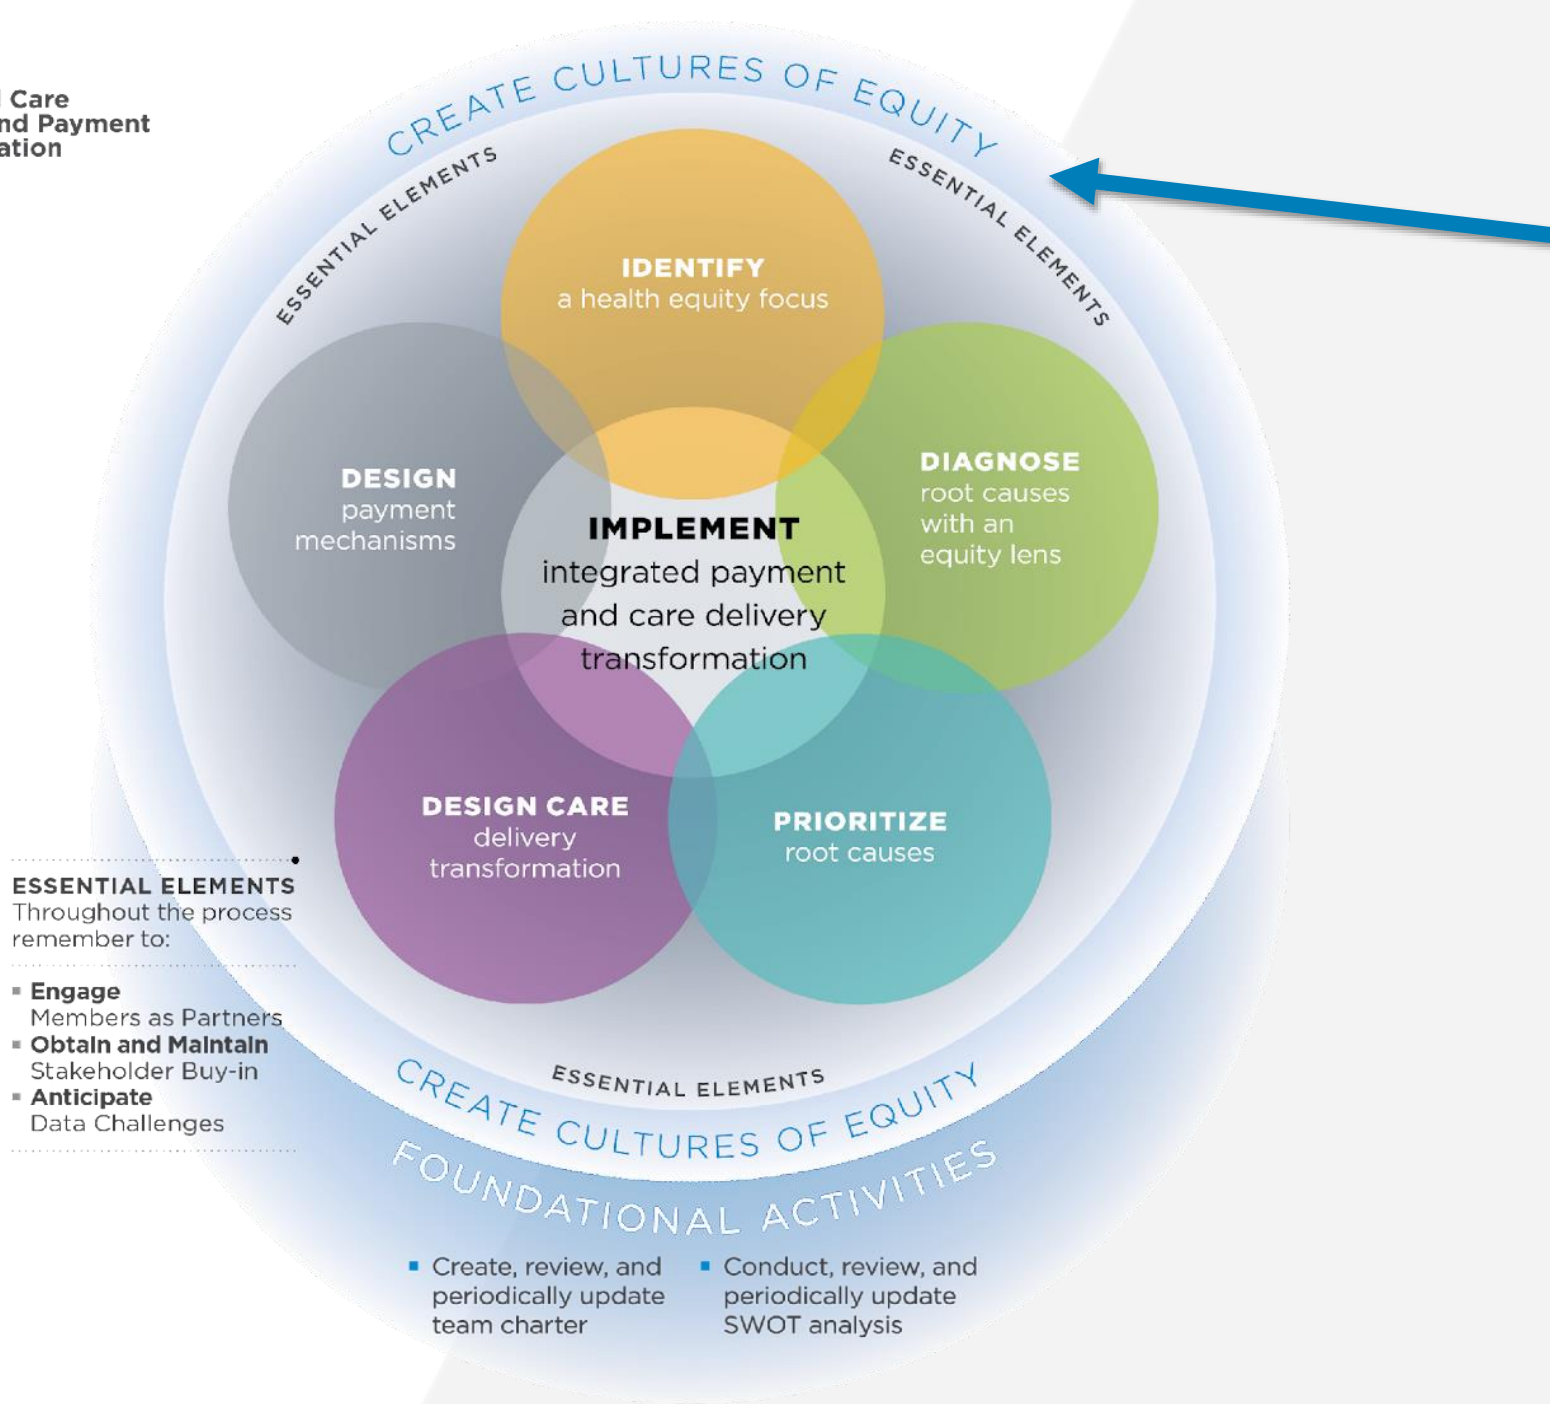 Care
nd Payment
ation
CREATE CULTURES OF EQUITY
ESSENTIAL ELEMENTS
ESSENTIAL ELEMENTS
IDENTIFY
a health equity focus
DIAGNOSE
root causes
with an
equity lens
DESIGN
payment
mechanisms
IMPLEMENT
integrated payment
and care delivery
transformation
DESIGN CARE
delivery
transformation
PRIORITIZE
root causes
ESSENTIAL ELEMENTS
Throughout the process
remember to:
Engage
Members as Partners
Obtain and Maintain
Stakeholder Buy-in
Anticipate
Data Challenges
ESSENTIAL ELEMENTS
CREATE CULTURES OF EQUITY
FOUNDATIONAL ACTIVITIES
Create, review, and
periodically update
team charter
Conduct, review, and
periodically update
SWOT analysis